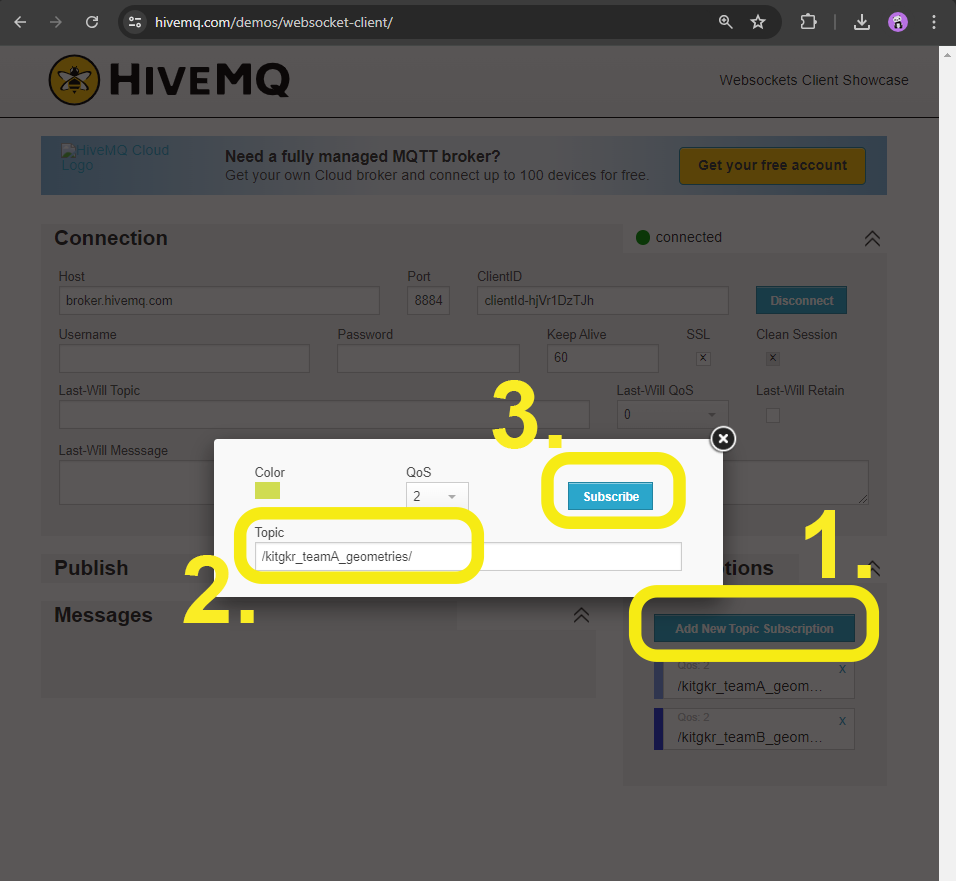 hivemq.com/demos/websocket-client/
HIVEMQ
Websockets Client Showcase
HiveMQ Cloud
Logo
Need a fully managed MQTT broker?
Get your own Cloud broker and connect up to 100 devices for free.
Get your free account
Connection
connected
Host
Port
ClientID
broker.hivemq.com
8884
clientId-hjVr1DzTJh
Disconnect
Username
Password
Keep Alive
SSL
Clean Session
60
x
x
Last-Will Topic
Last-Will QoS
Last-Will Retain
0
3.
Last-Will Messsage
Color
QoS
2
Subscribe
Topic
/kitgkr_teamA_geometries/
1.
Publish
tions
2.
Messages
Add New Topic Subscription
Qos: 2
x
/kitgkr_teamA_geom...
Qos: 2
x
/kitgkr_teamB_geom...